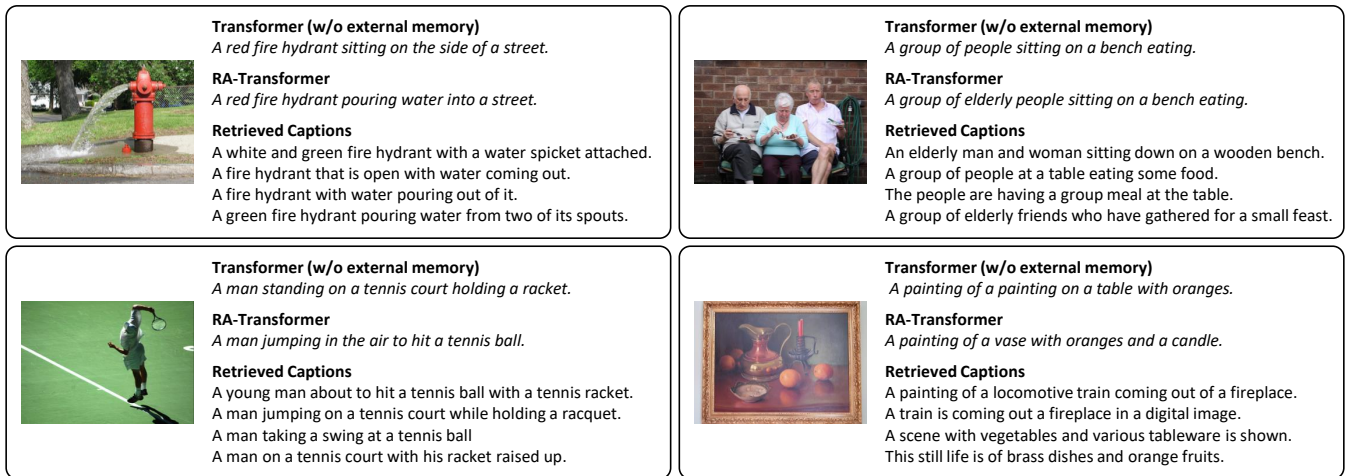 Transformer (w/o external memory)
A red fire hydrant sitting on the side of a street.
RA-Transformer
A red fire hydrant pouring water into a street.
Retrieved Captions
A white and green fire hydrant with a water spicket attached.
A fire hydrant that is open with water coming out.
A fire hydrant with water pouring out of it.
A green fire hydrant pouring water from two of its spouts.
Transformer (w/o external memory)
A group of people sitting on a bench eating.
RA-Transformer
A group of elderly people sitting on a bench eating.
Retrieved Captions
An elderly man and woman sitting down on a wooden bench.
A group of people at a table eating some food.
The people are having a group meal at the table.
A group of elderly friends who have gathered for a small feast.
Transformer (w/o external memory)
A man standing on a tennis court holding a racket.
RA-Transformer
A man jumping in the air to hit a tennis ball.
Retrieved Captions
A young man about to hit a tennis ball with a tennis racket.
A man jumping on a tennis court while holding a racquet.
A man taking a swing at a tennis ball
A man on a tennis court with his racket raised up.
Transformer (w/o external memory)
A painting of a painting on a table with oranges.
RA-Transformer
A painting of a vase with oranges and a candle.
Retrieved Captions
A painting of a locomotive train coming out of a fireplace.
A train is coming out a fireplace in a digital image.
A scene with vegetables and various tableware is shown.
This still life is of brass dishes and orange fruits.